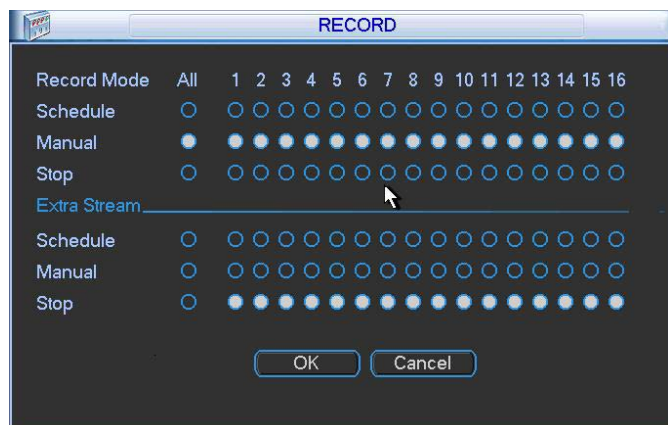 RECORD
Record Mode All 1 2 3 4 5 6 7 8 9 10 11 12 13 14 15 16
Schedule
Manual
Stop
Extra Stream
Schedule
Manual
Stop
OK Cancel